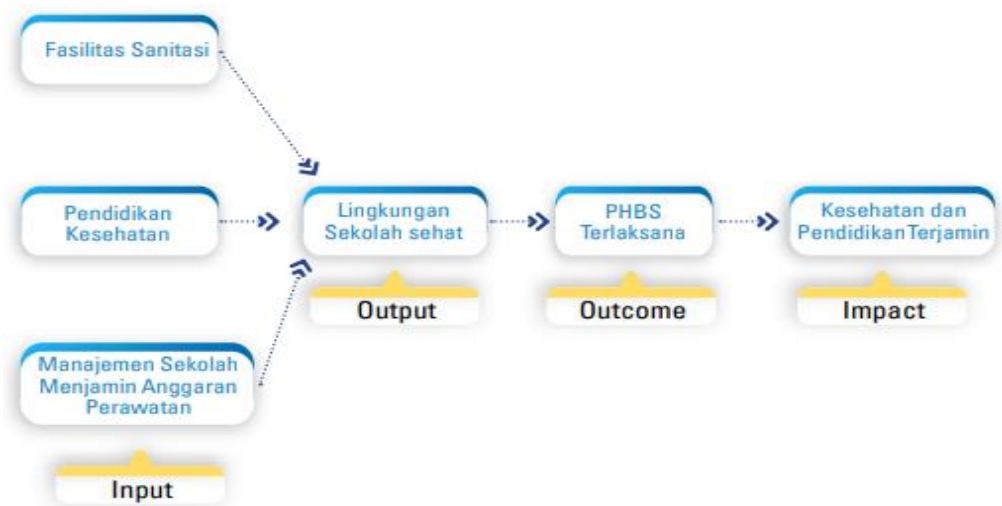 Fasilitas Sanitasi
Pendidikan
Kesehatan
Manajemen Sekolah
Menjamin Anggaran
Perawatan
Input
Lingkungan
Sekolah sehat
Output
PHBS
Terlaksana
Outcome
Kesehatan dan
Pendidikan Terjamin
Impact